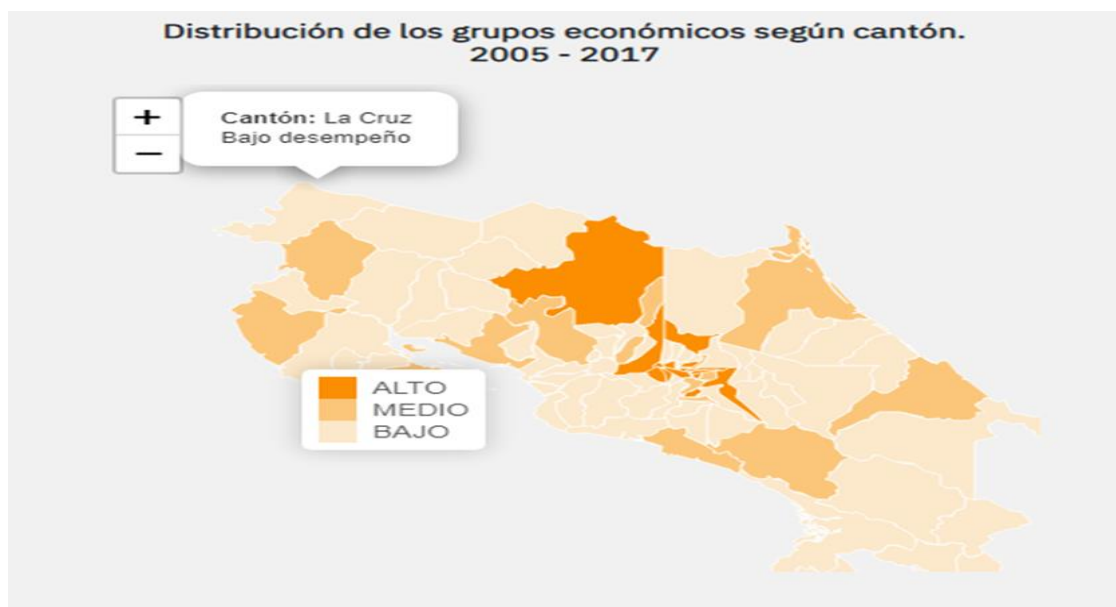 Distribución de los grupos económicos según cantón.
2005 - 2017
+
−
Cantón: La Cruz
Bajo desempeño
ALTO
MEDIO
BAJO